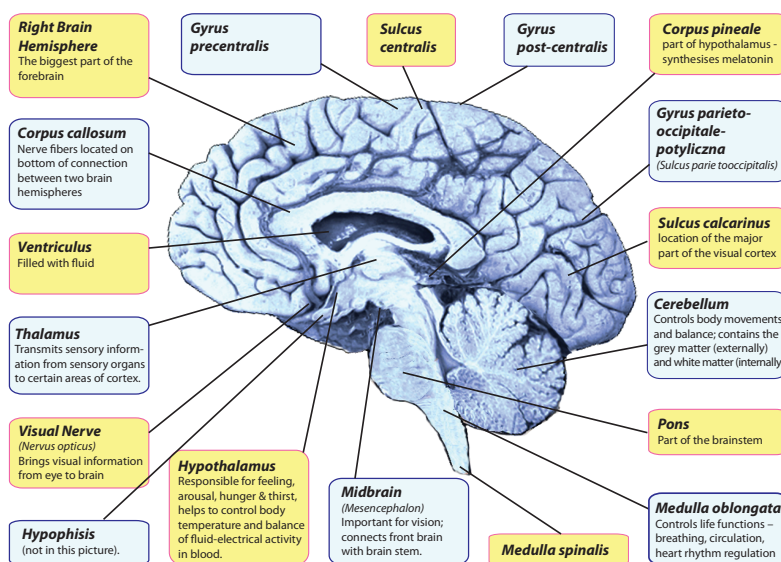 Right Brain
Hemisphere
The biggest part of the
forebrain
Gyrus
precentralis
Sulcus
centralis
Gyrus
post-centralis
Corpus pineale
part of hypothalamus -
synthesises melatonin
Corpus callosum
Nerve fibers located on
bottom of connection
between two brain
hemispheres
Gyrus parieto-
occipitale-
potyliczna
(Sulcus parie tooccipitalis)
Ventriculus
Filled with fluid
Sulcus calcarinus
location of the major
part of the visual cortex
Thalamus
Transmits sensory inform-
ation from sensory organs
to certain areas of cortex.
Cerebellum
Controls body movements
and balance; contains the
grey matter (externally)
and white matter (internally)
Visual Nerve
(Nervus opticus)
Brings visual information
from eye to brain
Pons
Part of the brainstem
Hypothalamus
Responsible for feeling,
arousal, hunger & thirst,
helps to control body
temperature and balance
of fluid-electrical activity
in blood.
Midbrain
(Mesencephalon)
Important for vision;
connects front brain
with brain stem.
Medulla oblongata
Controls life functions –
breathing, circulation,
heart rhythm regulation
Hypophisis
(not in this picture).
Medulla spinalis